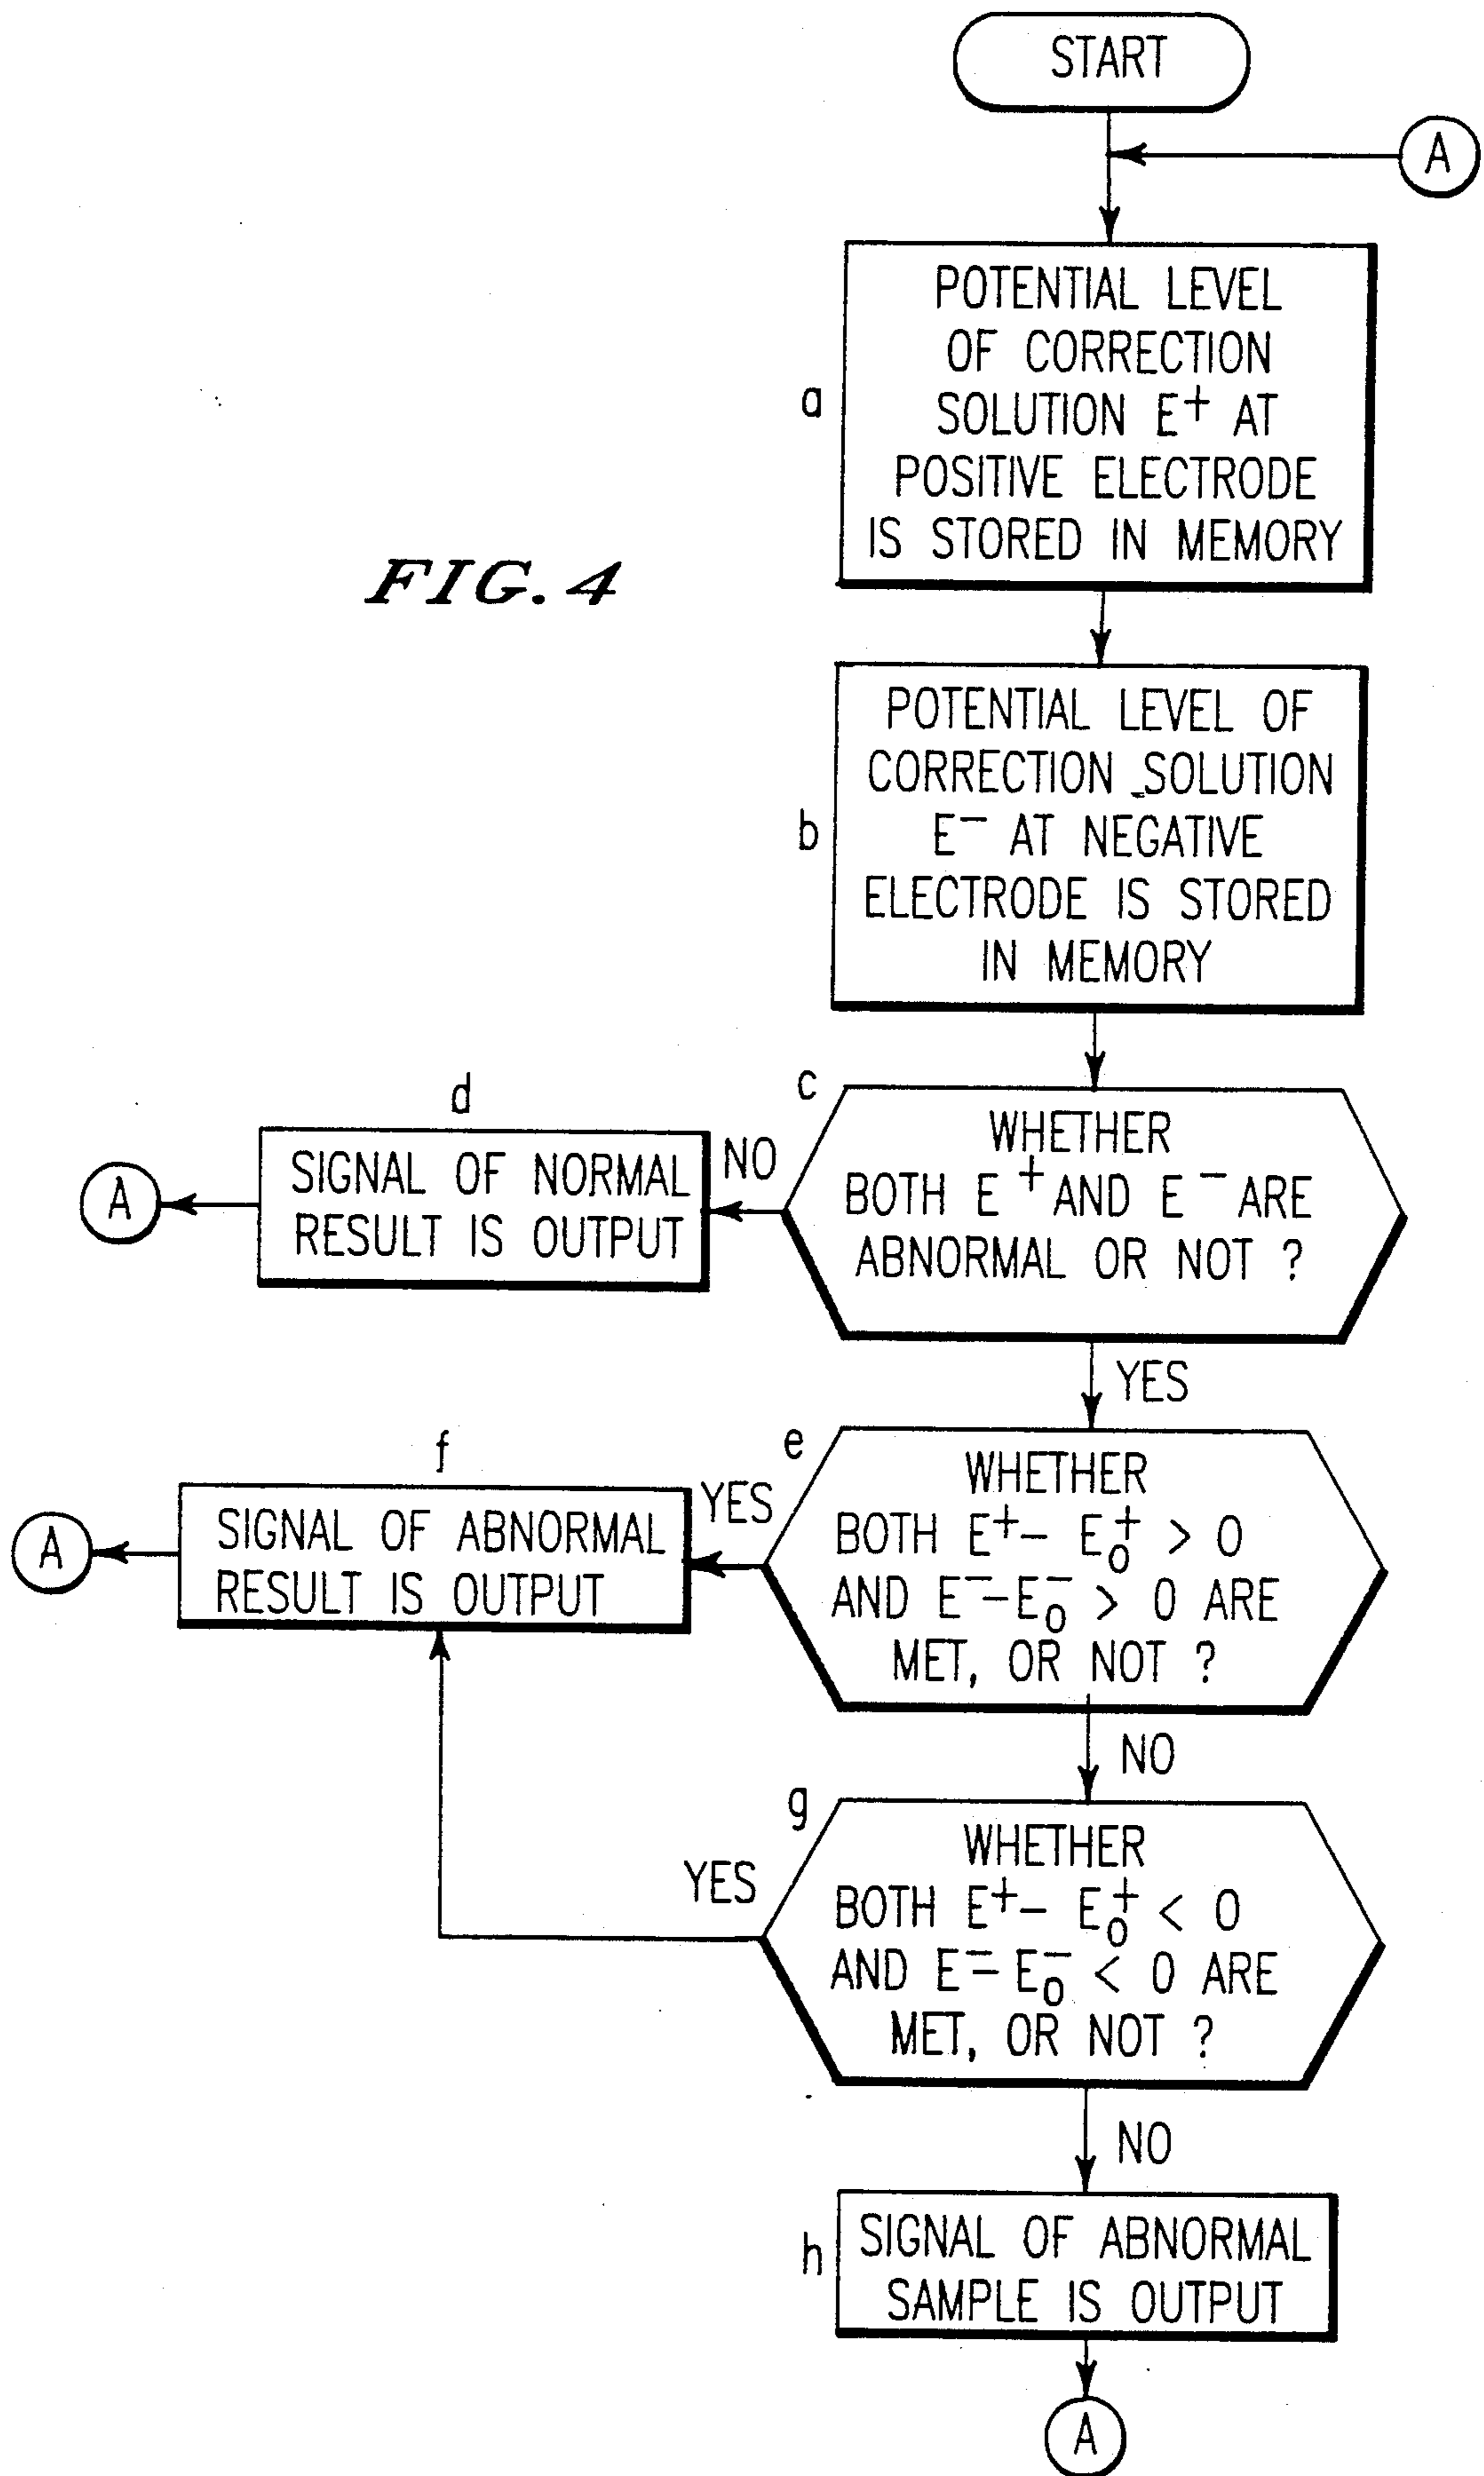 START
A
POTENTIAL LEVEL
OF CORRECTION
SOLUTION E⁺ AT
POSITIVE ELECTRODE
IS STORED IN MEMORY
a
FIG. 4
POTENTIAL LEVEL OF
CORRECTION SOLUTION
E⁻ AT NEGATIVE
ELECTRODE IS STORED
IN MEMORY
b
c
WHETHER
BOTH E⁺ AND E⁻ ARE
ABNORMAL OR NOT ?
NO
d
SIGNAL OF NORMAL
RESULT IS OUTPUT
A
YES
e
WHETHER
BOTH E⁺− E₀⁺ > 0
AND E⁻−E₀⁻ > 0 ARE
MET, OR NOT ?
YES
f
SIGNAL OF ABNORMAL
RESULT IS OUTPUT
A
NO
g
WHETHER
BOTH E⁺− E₀⁺ < 0
AND E⁻− E₀⁻ < 0 ARE
MET, OR NOT ?
YES
NO
h
SIGNAL OF ABNORMAL
SAMPLE IS OUTPUT
A